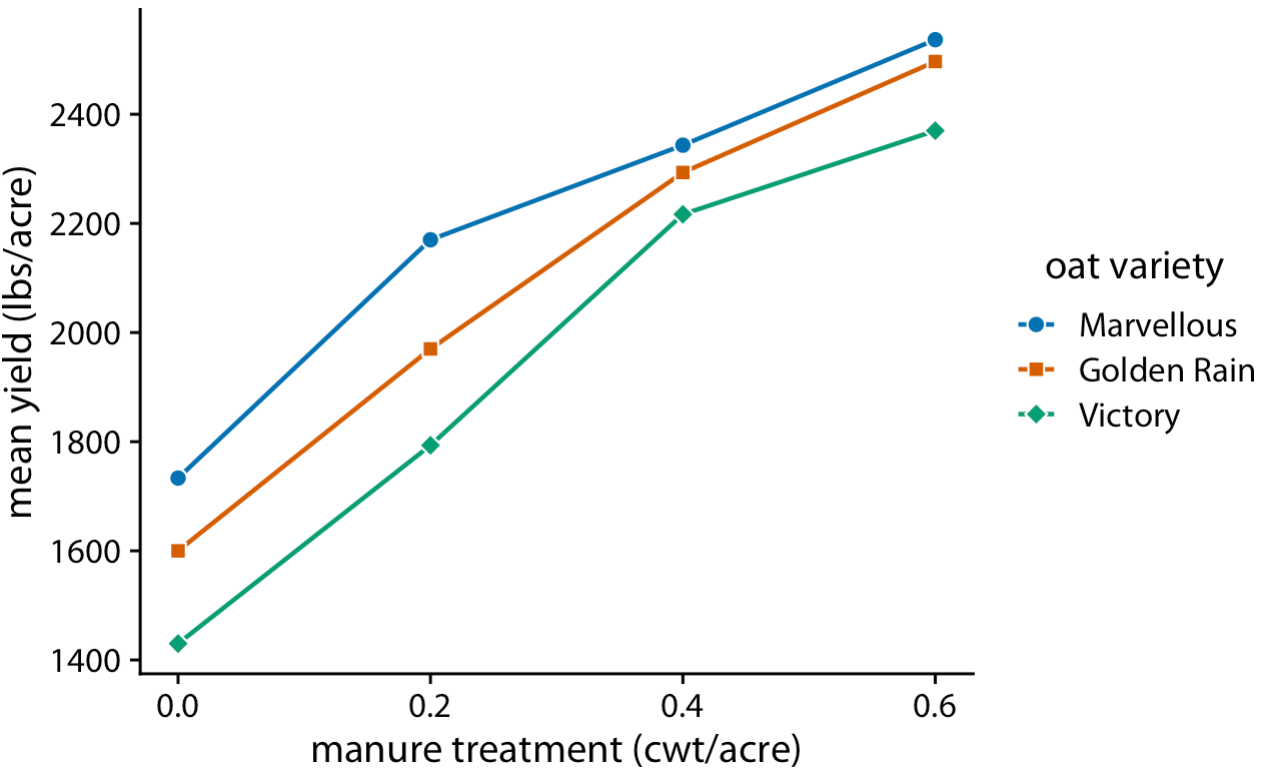 mean yield (lbs/acre)
2400
2200
2000
1800
1600
1400
0.0 0.2 0.4 0.6
manure treatment (cwt/acre)
oat variety
Marvellous
Golden Rain
Victory